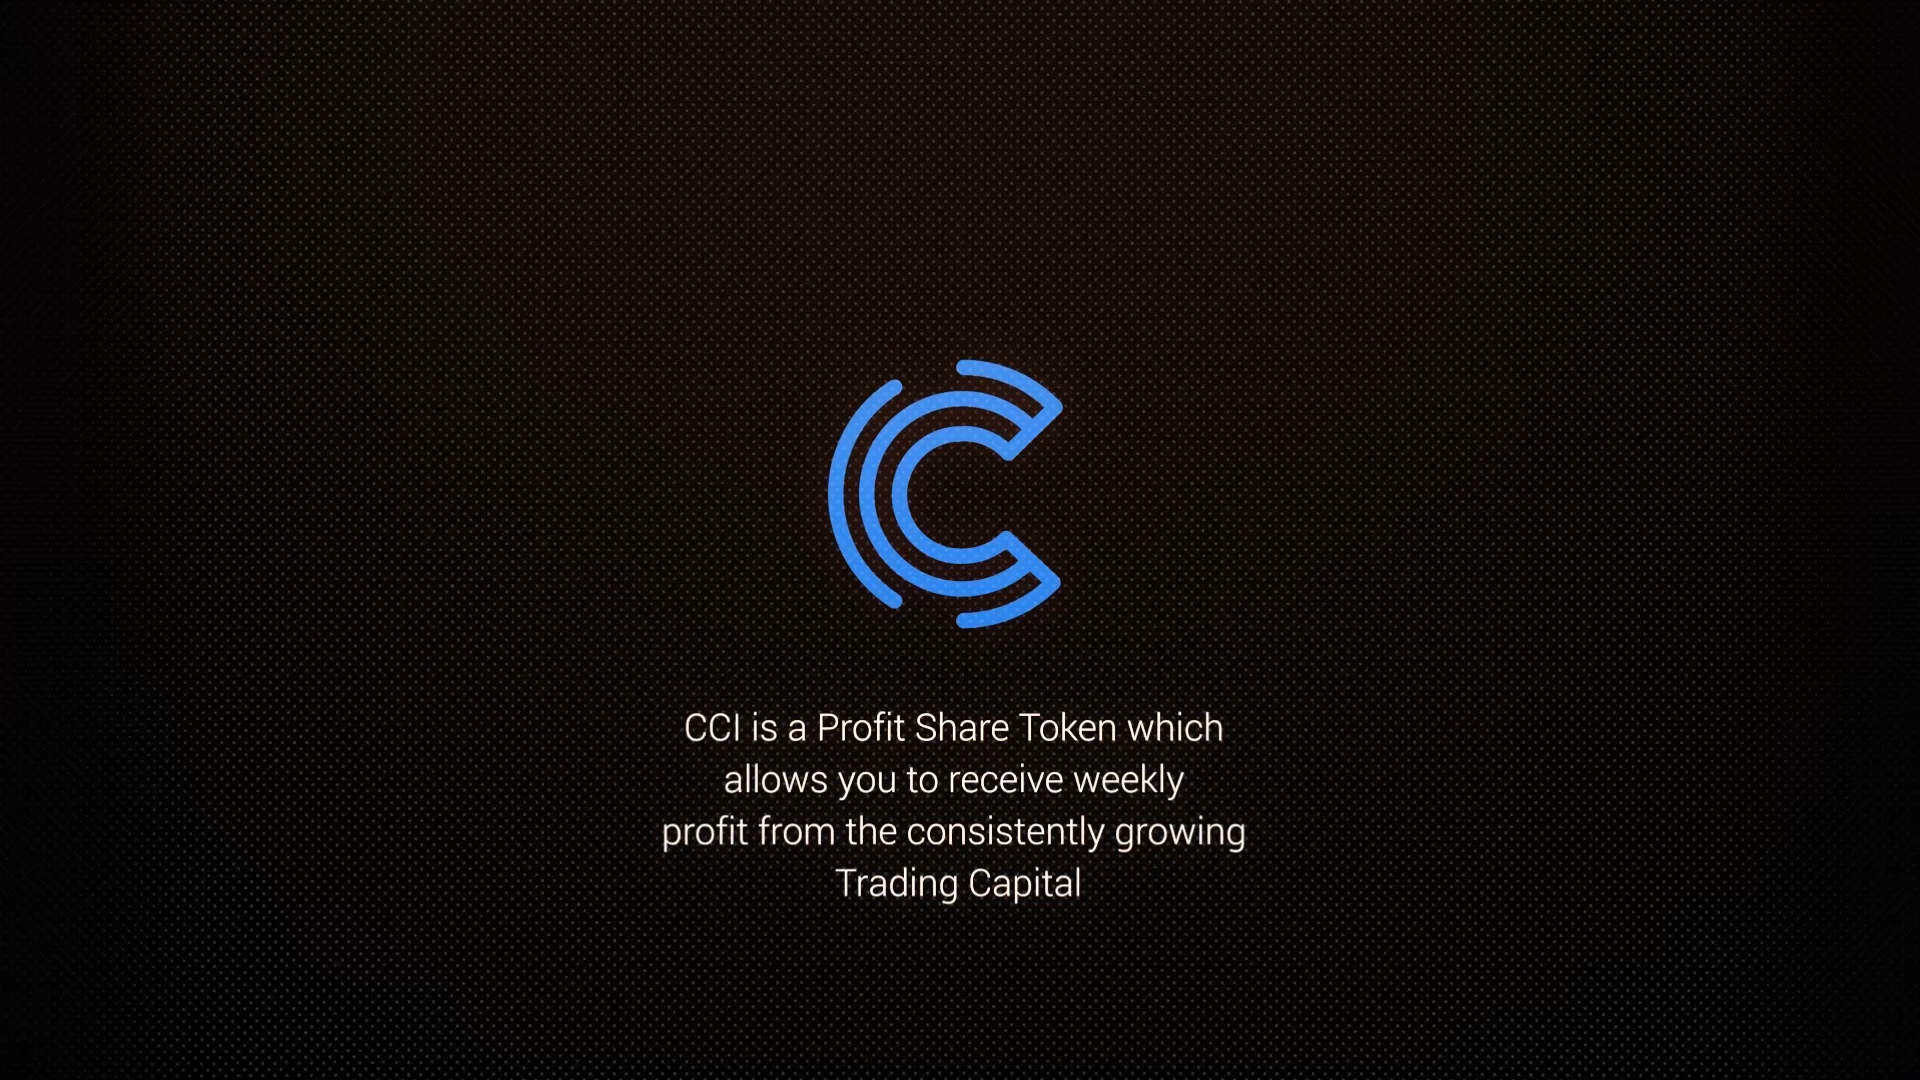 CCI is a Profit Share Token which
allows you to receive weekly
profit from the consistently growing
Trading Capital